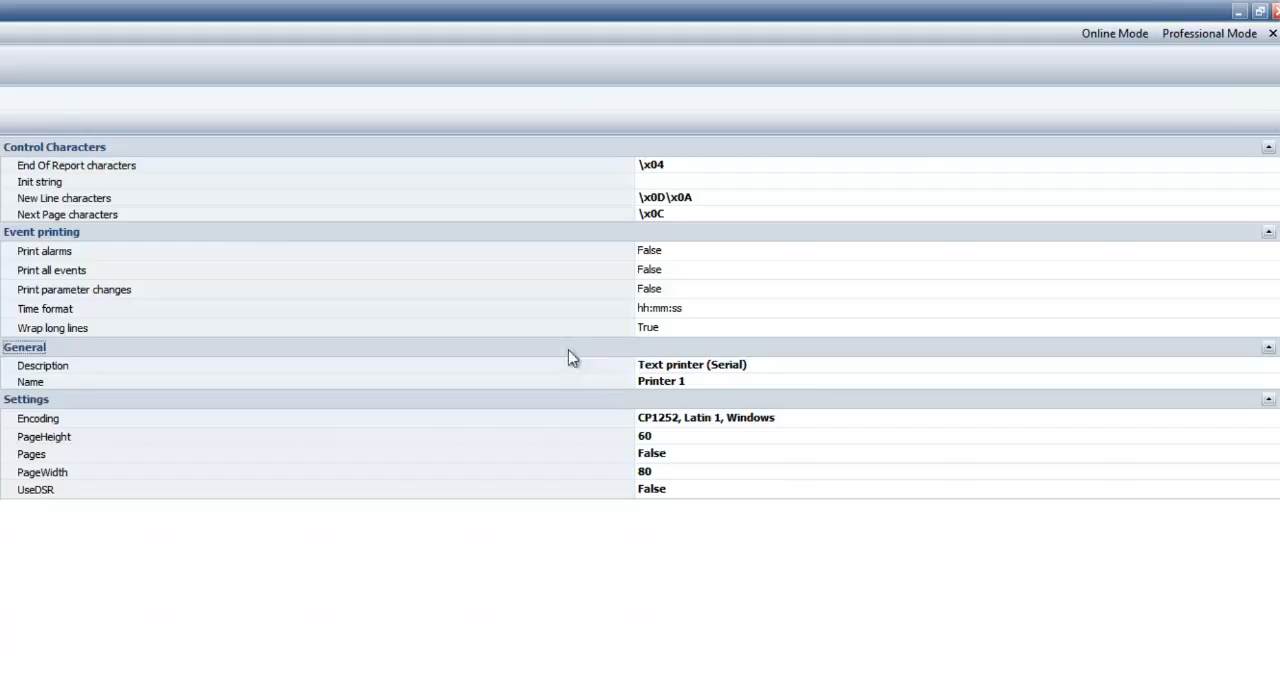 Online Mode Professional Mode
Control Characters
End Of Report characters \x04
Init string
New Line characters \x0D\x0A
Next Page characters \x0C
Event printing
Print alarms False
Print all events False
Print parameter changes False
Time format hh:mm:ss
Wrap long lines True
General
Description Text printer (Serial)
Name Printer 1
Settings
Encoding CP1252, Latin 1, Windows
PageHeight 60
Pages False
PageWidth 80
UseDSR False